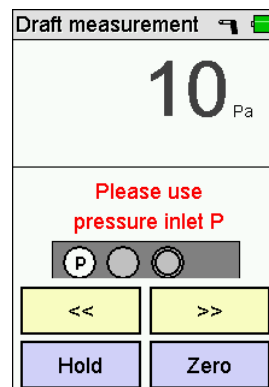 Draft measurement
10 Pa
Please use
pressure inlet P
P
<< >>
Hold Zero